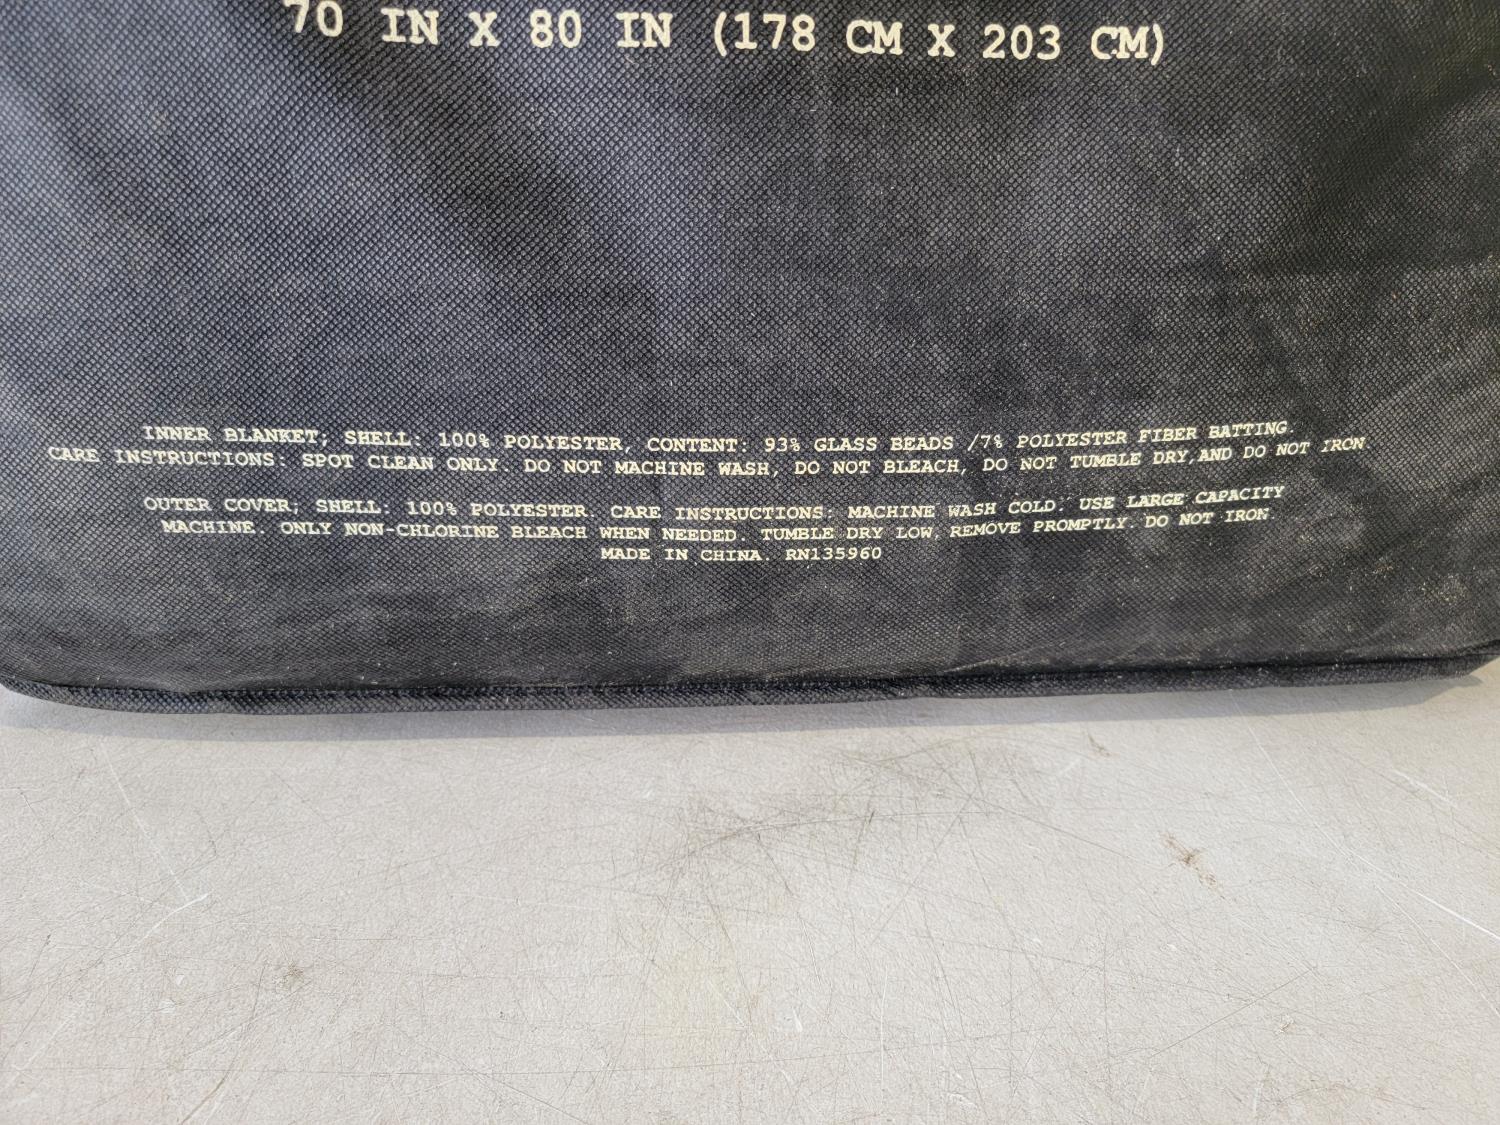 70 IN X 80 IN (178 CM X 203 CM)
INNER BLANKET; SHELL: 100% POLYESTER, CONTENT: 93% GLASS BEADS /7% POLYESTER FIBER BATTING.
CARE INSTRUCTIONS: SPOT CLEAN ONLY. DO NOT MACHINE WASH, DO NOT BLEACH, DO NOT TUMBLE DRY,AND DO NOT IRON
OUTER COVER; SHELL: 100% POLYESTER. CARE INSTRUCTIONS: MACHINE WASH COLD. USE LARGE CAPACITY
MACHINE. ONLY NON-CHLORINE BLEACH WHEN NEEDED. TUMBLE DRY LOW, REMOVE PROMPTLY. DO NOT IRON.
MADE IN CHINA. RN135960